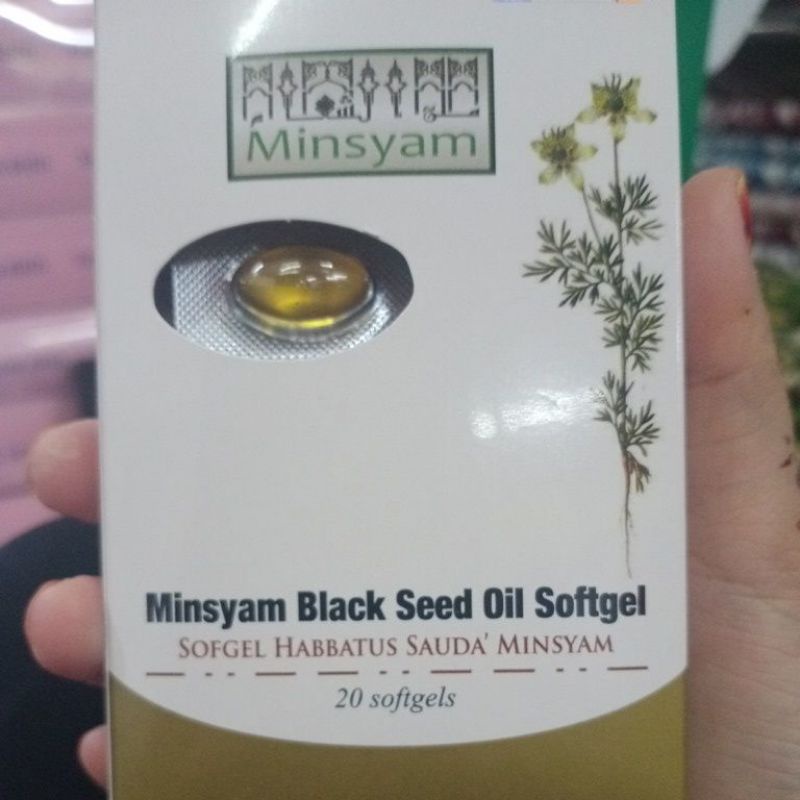 Minsyam
Minsyam Black Seed Oil Softgel
SOFGEL HABBATUS SAUDA' MINSYAM
20 softgels